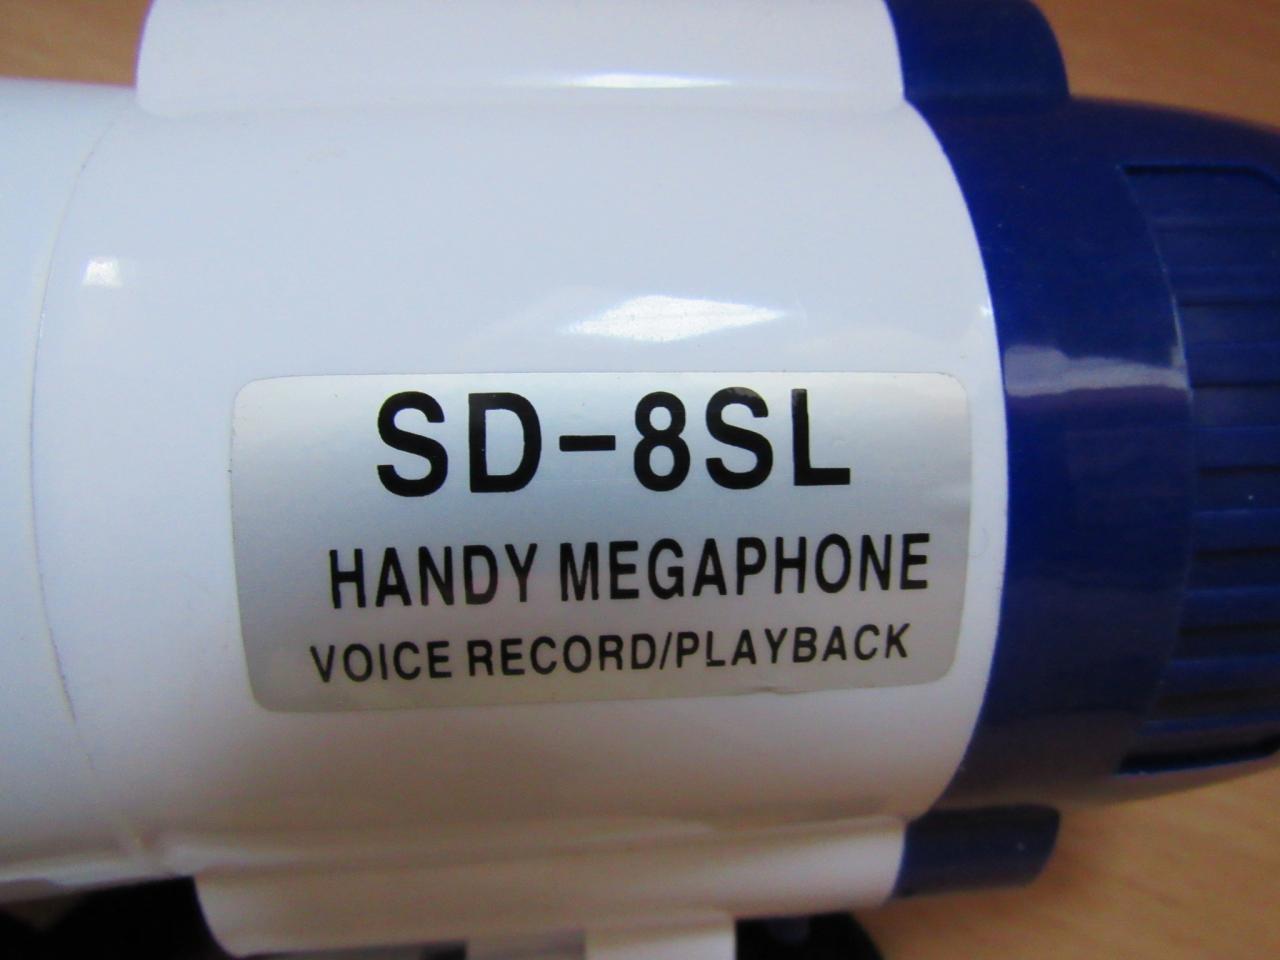 SD-8SL
HANDY MEGAPHONE
VOICE RECORD/PLAYBACK